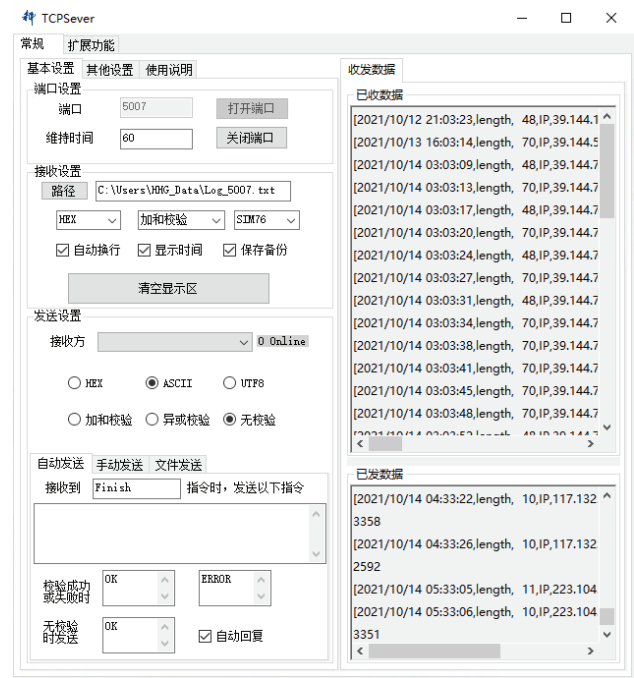 TCPSever
常规 扩展功能
基本设置 其他设置 使用说明
端口设置
端口 5007 打开端口
维持时间 60 关闭端口
接收设置
路径 C:\Users\HHG_Data\Log_5007.txt
HEX 加和校验 SIM76
自动换行 显示时间 保存备份
清空显示区
发送设置
接收方 0 Online
HEX ASCII UTF8
加和校验 异或校验 无校验
自动发送 手动发送 文件发送
接收到 Finish 指令时，发送以下指令
校验成功
或失败时 OK ERROR
无校验
时发送 OK 自动回复
收发数据
已收数据
[2021/10/12 21:03:23,length, 48,IP,39.144.1
[2021/10/13 16:03:14,length, 70,IP,39.144.5
[2021/10/14 03:03:09,length, 48,IP,39.144.7
[2021/10/14 03:03:13,length, 70,IP,39.144.7
[2021/10/14 03:03:17,length, 48,IP,39.144.7
[2021/10/14 03:03:20,length, 70,IP,39.144.7
[2021/10/14 03:03:24,length, 48,IP,39.144.7
[2021/10/14 03:03:27,length, 70,IP,39.144.7
[2021/10/14 03:03:31,length, 48,IP,39.144.7
[2021/10/14 03:03:34,length, 70,IP,39.144.7
[2021/10/14 03:03:38,length, 70,IP,39.144.7
[2021/10/14 03:03:41,length, 70,IP,39.144.7
[2021/10/14 03:03:45,length, 70,IP,39.144.7
[2021/10/14 03:03:48,length, 70,IP,39.144.7
[2021/10/14 03:03:52,length, 48,IP,39.144.7
已发数据
[2021/10/14 04:33:22,length, 10,IP,117.132
3358
[2021/10/14 04:33:26,length, 10,IP,117.132
2592
[2021/10/14 05:33:05,length, 11,IP,223.104
[2021/10/14 05:33:06,length, 10,IP,223.104
3351